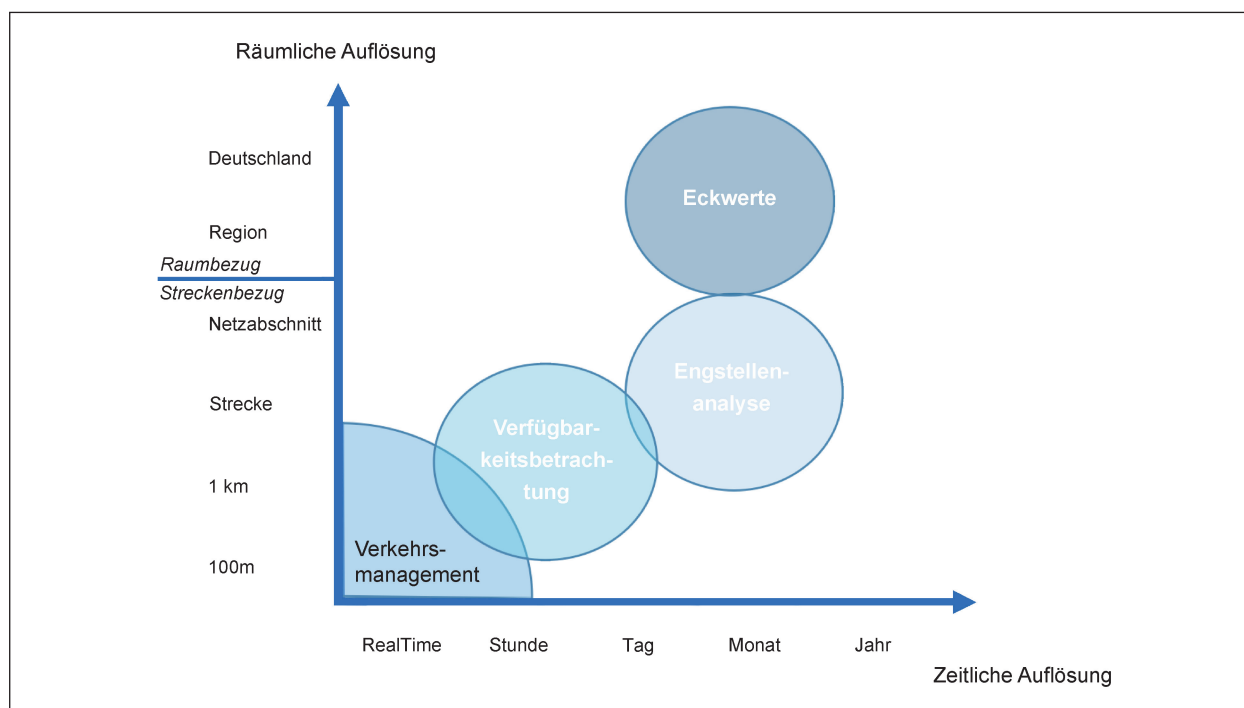 Räumliche Auflösung
Deutschland
Eckwerte
Region
Raumbezug
Streckenbezug
Netzabschnitt
Engstellen-
analyse
Strecke
Verfügbar-
keitsbetrach-
tung
1 km
Verkehrs-
management
100m
RealTime Stunde Tag Monat Jahr
Zeitliche Auflösung